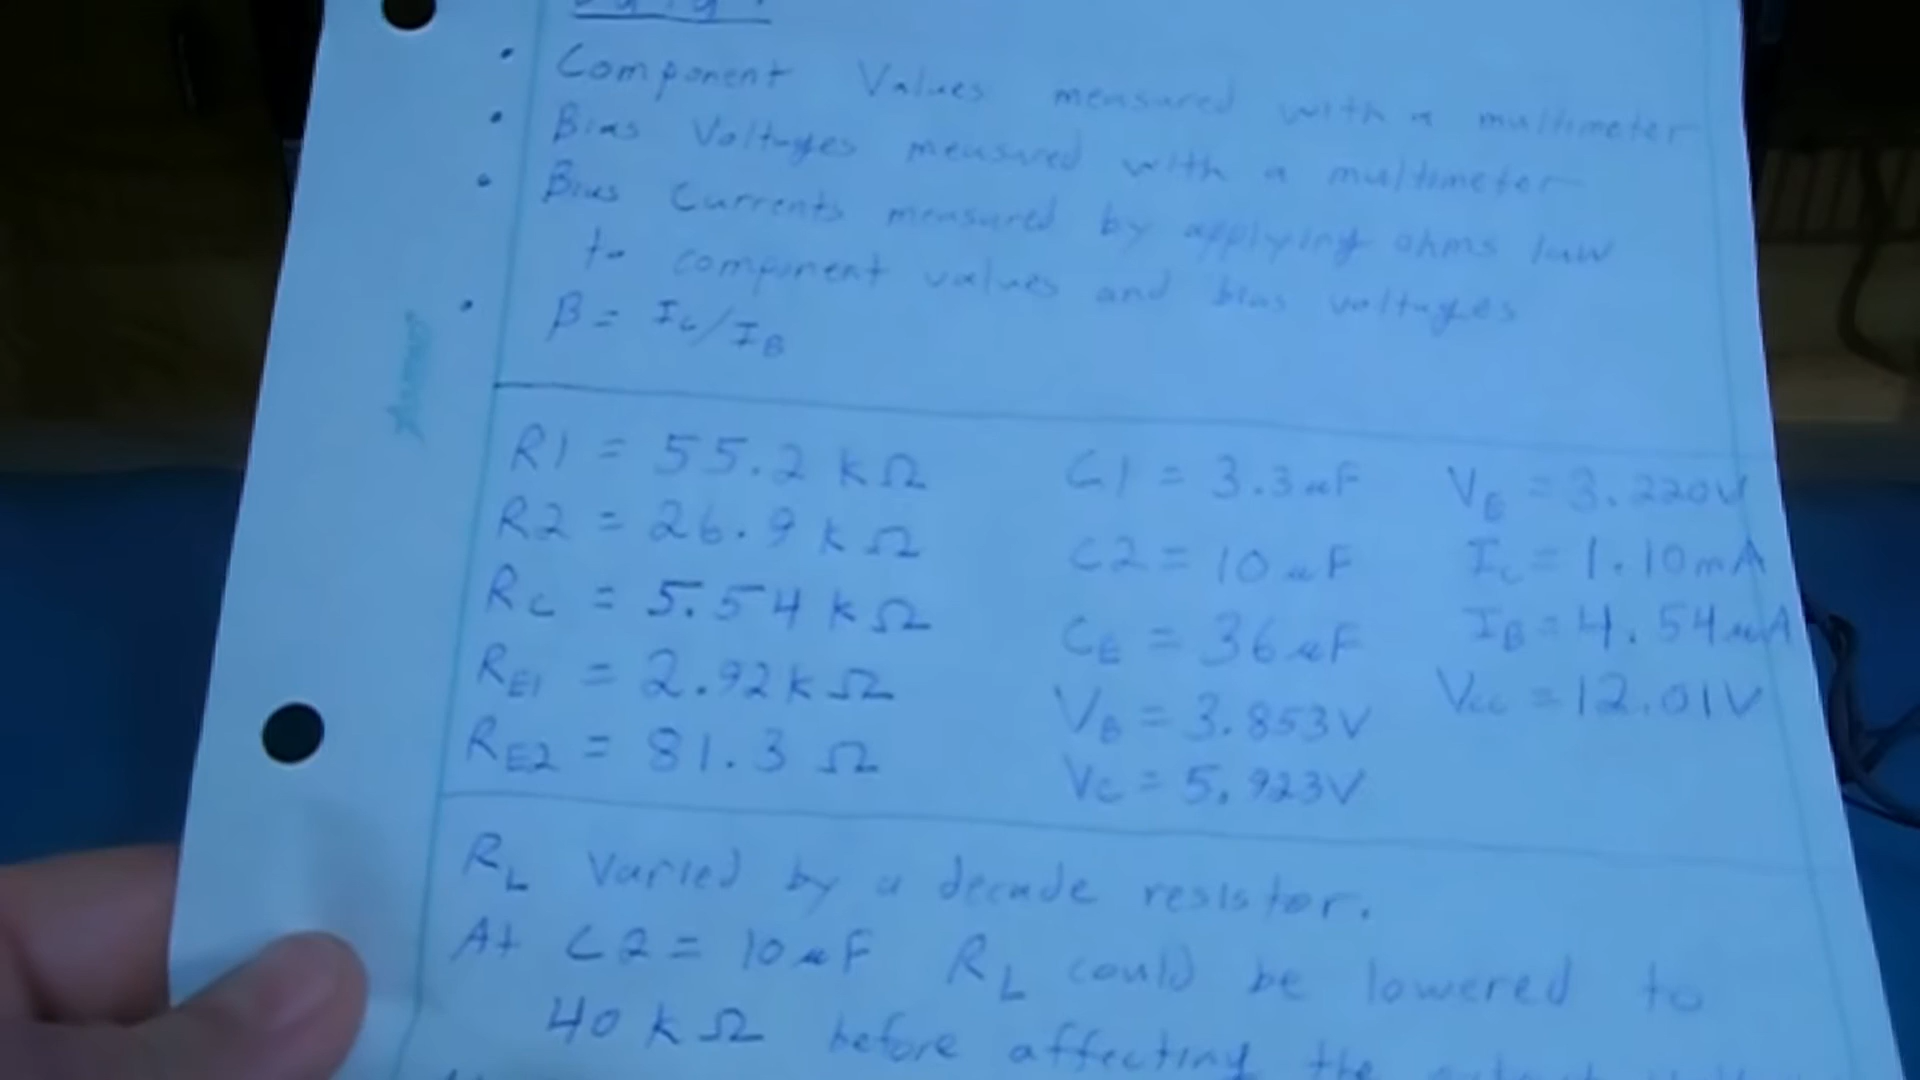 Data:
• Component Values measured with a multimeter
• Bias Voltages measured with a multimeter
• Bias Currents measured by applying ohms law
to component values and bias voltages
• β = IC/IB
R1 = 55.2 kΩ
R2 = 26.9 kΩ
RC = 5.54 kΩ
RE1 = 2.92 kΩ
RE2 = 81.3 Ω
C1 = 3.3 uF
C2 = 10 uF
CE = 36 uF
VB = 3.853V
VC = 5.923V
VE = 3.220V
IC = 1.10mA
IB = 4.54uA
VCC = 12.01V
RL varied by a decade resistor.
At C2 = 10 uF RL could be lowered to
40 kΩ before affecting the